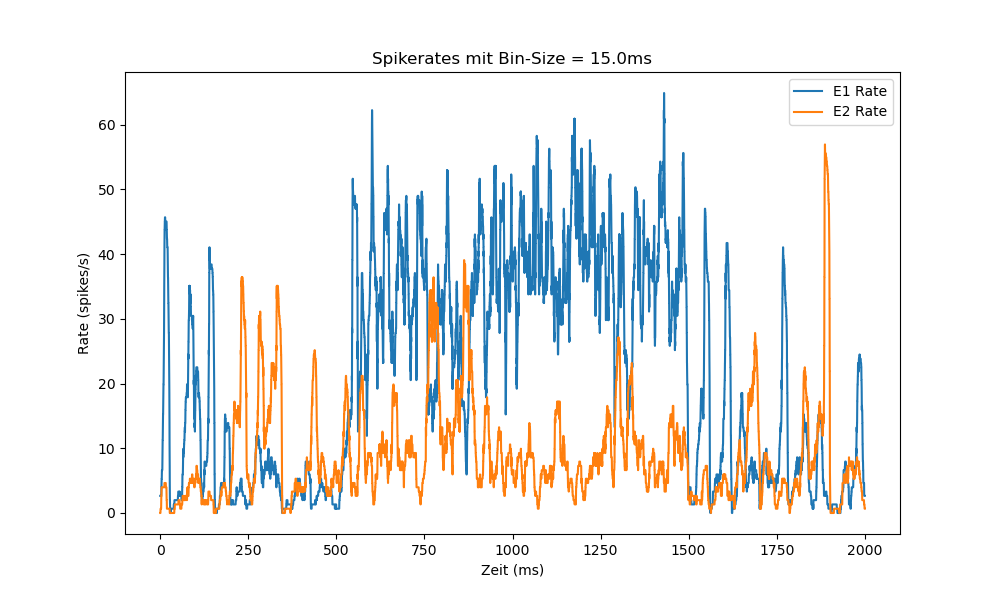 Spikerates mit Bin-Size = 15.0ms
E1 Rate
E2 Rate
60
50
40
30
20
10
0
Rate (spikes/s)
0 250 500 750 1000 1250 1500 1750 2000
Zeit (ms)